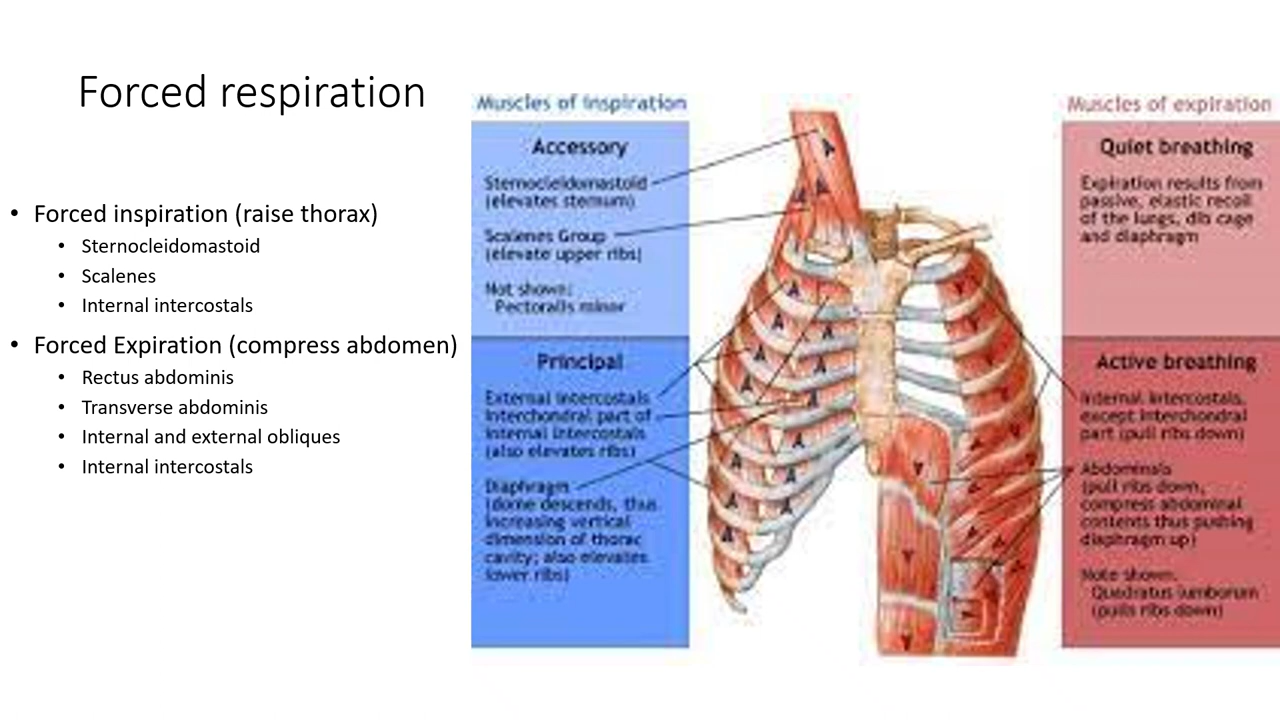 Forced respiration
• Forced inspiration (raise thorax)
• Sternocleidomastoid
• Scalenes
• Internal intercostals
• Forced Expiration (compress abdomen)
• Rectus abdominis
• Transverse abdominis
• Internal and external obliques
• Internal intercostals
Muscles of inspiration
Accessory
Sternocleidomastoid
(elevates sternum)
Scalenes Group
(elevate upper ribs)
Not shown:
Pectoralis minor
Principal
External intercostals
Interchondral part of
internal intercostals
(also elevates ribs)
Diaphragm
(dome descends, thus
increasing vertical
dimension of thorac
cavity; also elevates
lower ribs)
Muscles of expiration
Quiet breathing
Expiration results from
passive, elastic recoil
of the lungs, dib cage
and diaphragm
Active breathing
Internal intercostals,
except interchondral
part (pull ribs down)
Abdominals
(pull ribs down,
compress abdominal
contents thus pushing
diaphragm up)
Note shown:
Quadratus lumborum
(pulls ribs down)